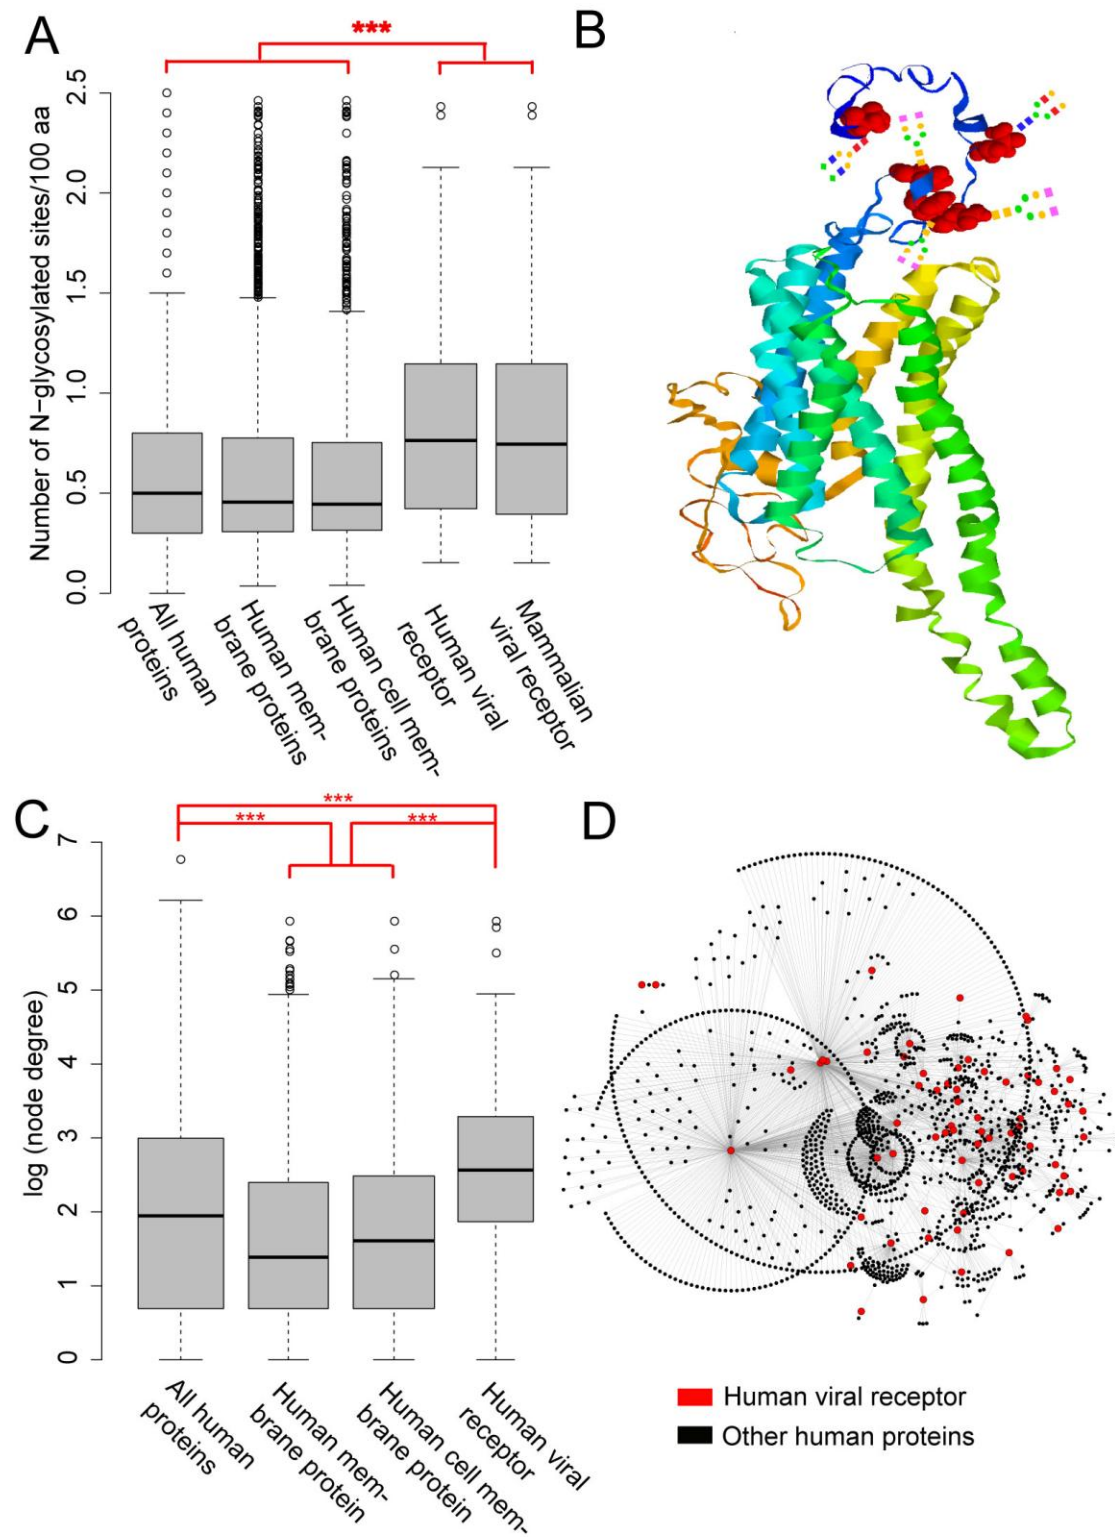 A
***
Number of N-glycosylated sites/100 aa
2.5
2.0
1.5
1.0
0.5
0.0
All human
proteins
Human mem-
brane proteins
Human cell mem-
brane proteins
Human viral
receptor
Mammalian
viral receptor
B
C
***
***
***
log (node degree)
7
6
5
4
3
2
1
0
All human
proteins
Human mem-
brane protein
Human cell mem-
brane protein
Human viral
receptor
D
Human viral receptor
Other human proteins